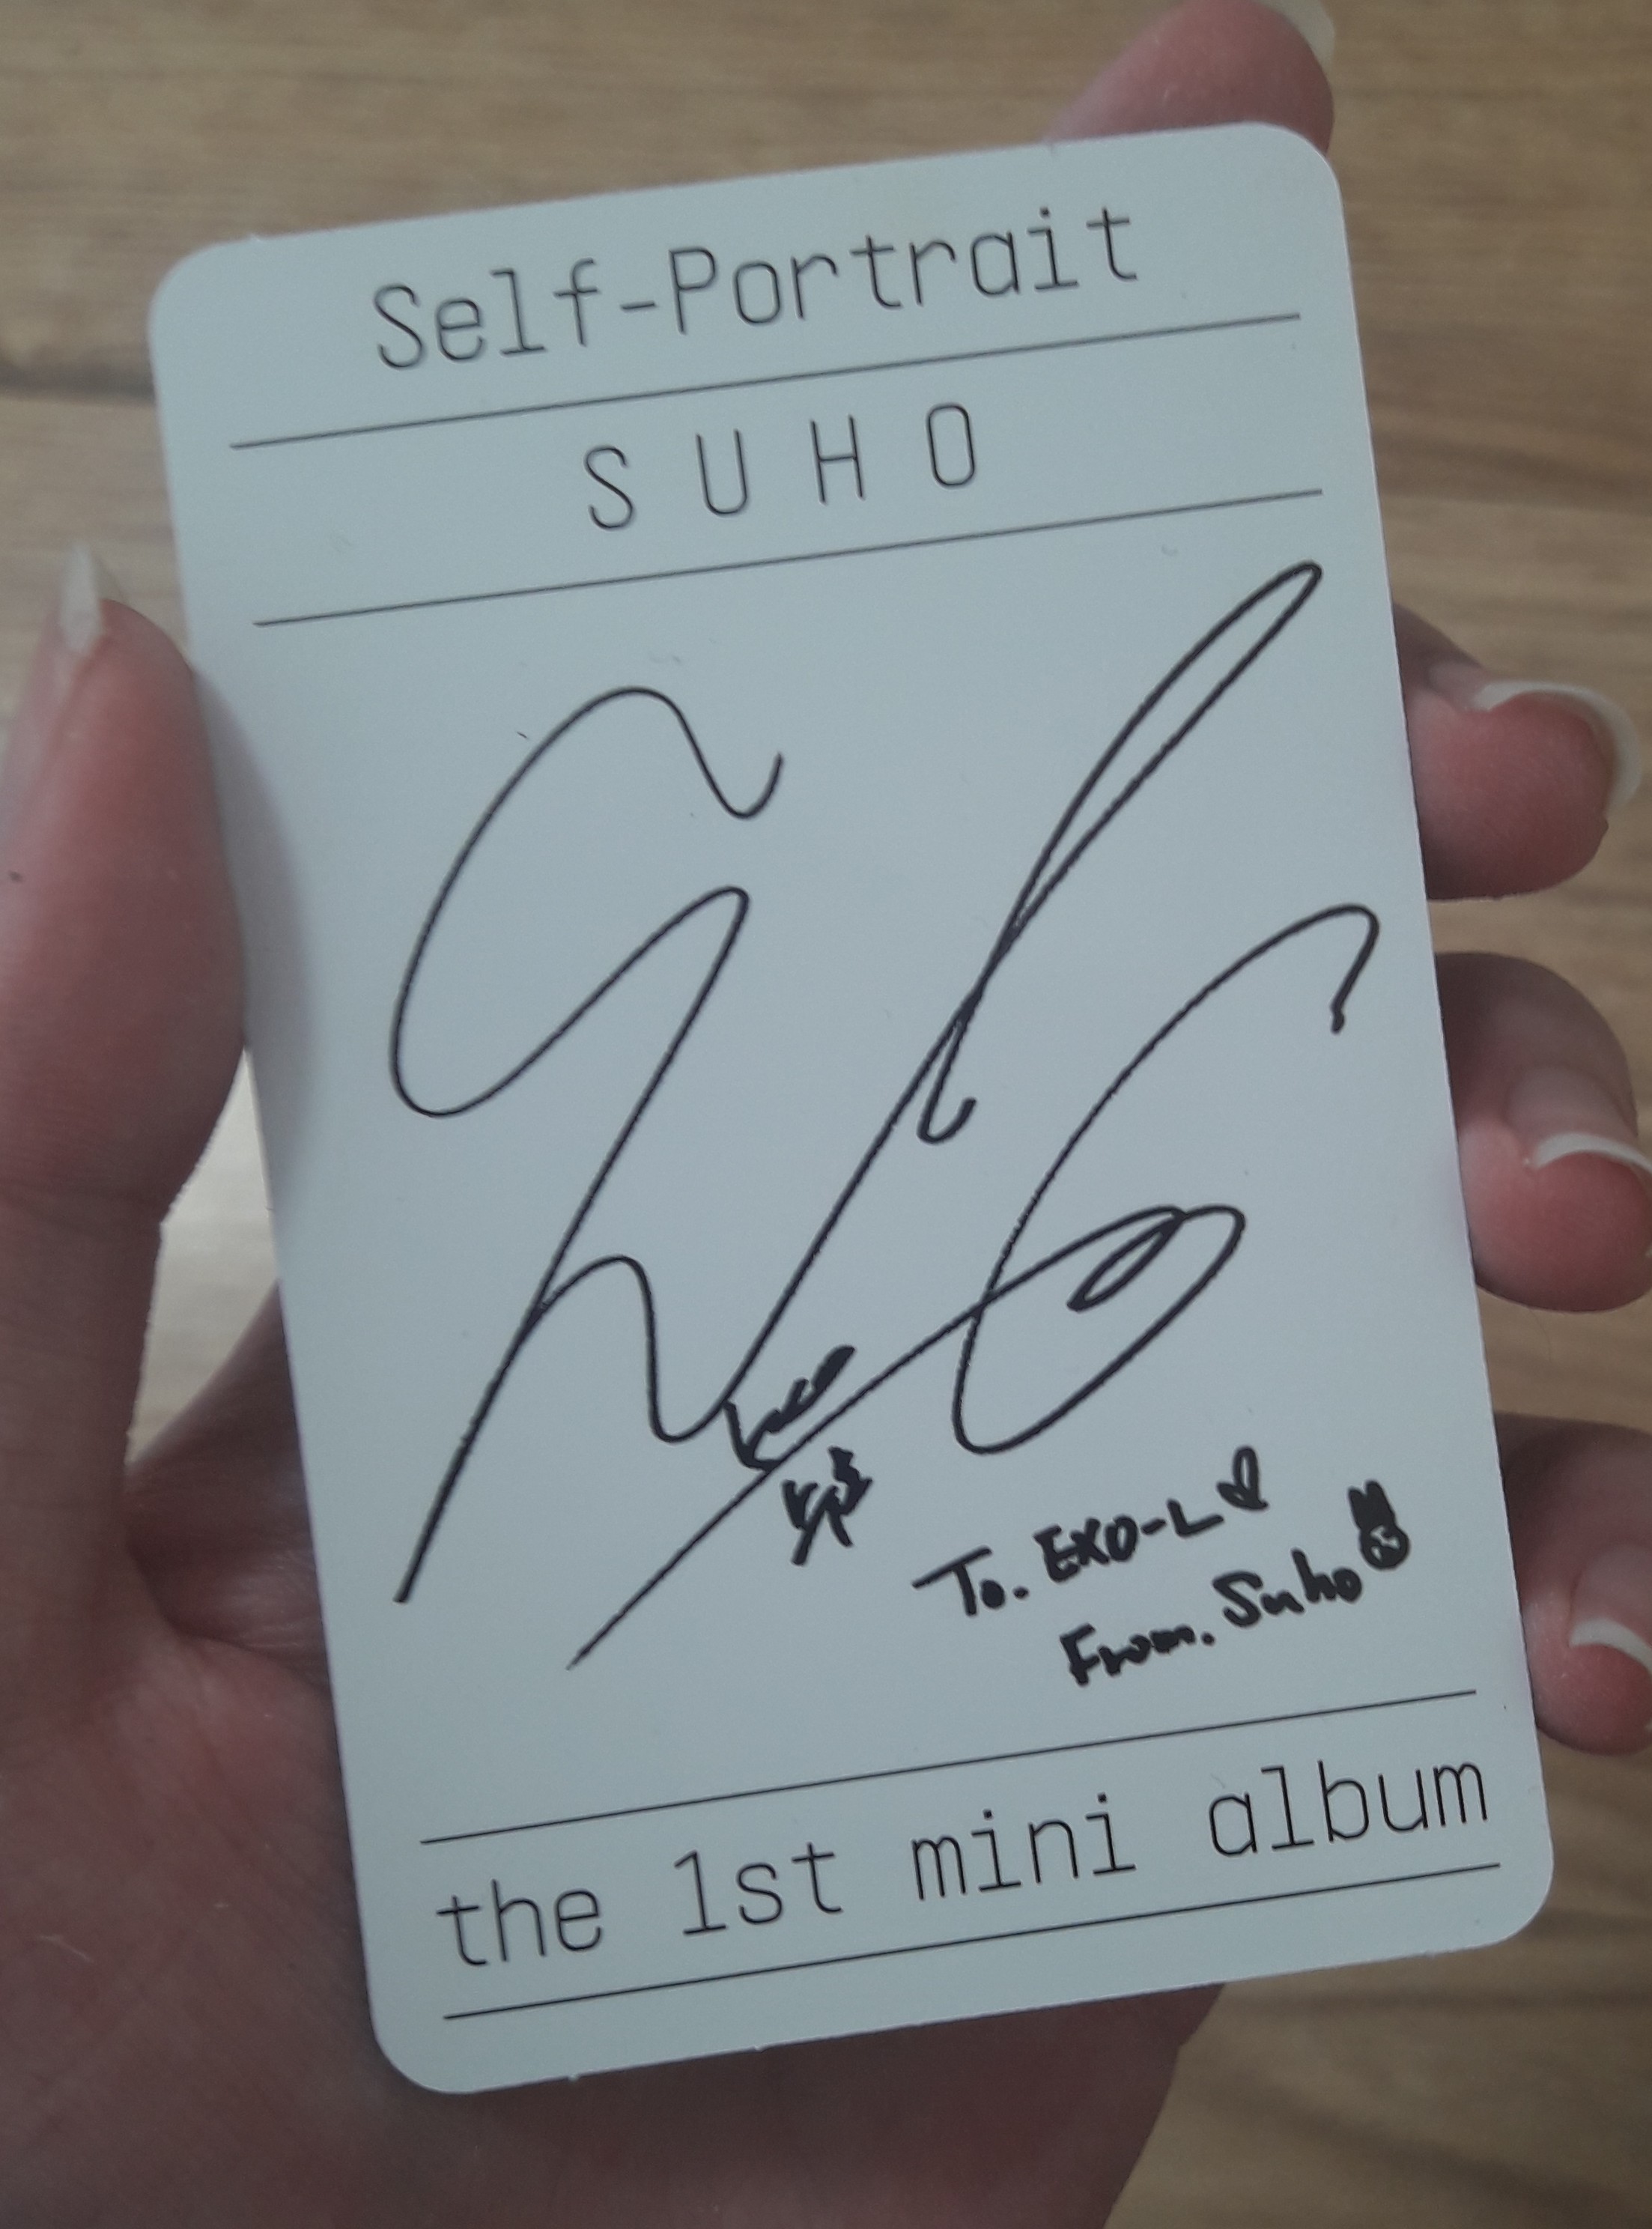 Self-Portrait
SUHO
To. EXO-L
From. Suho
the 1st mini album